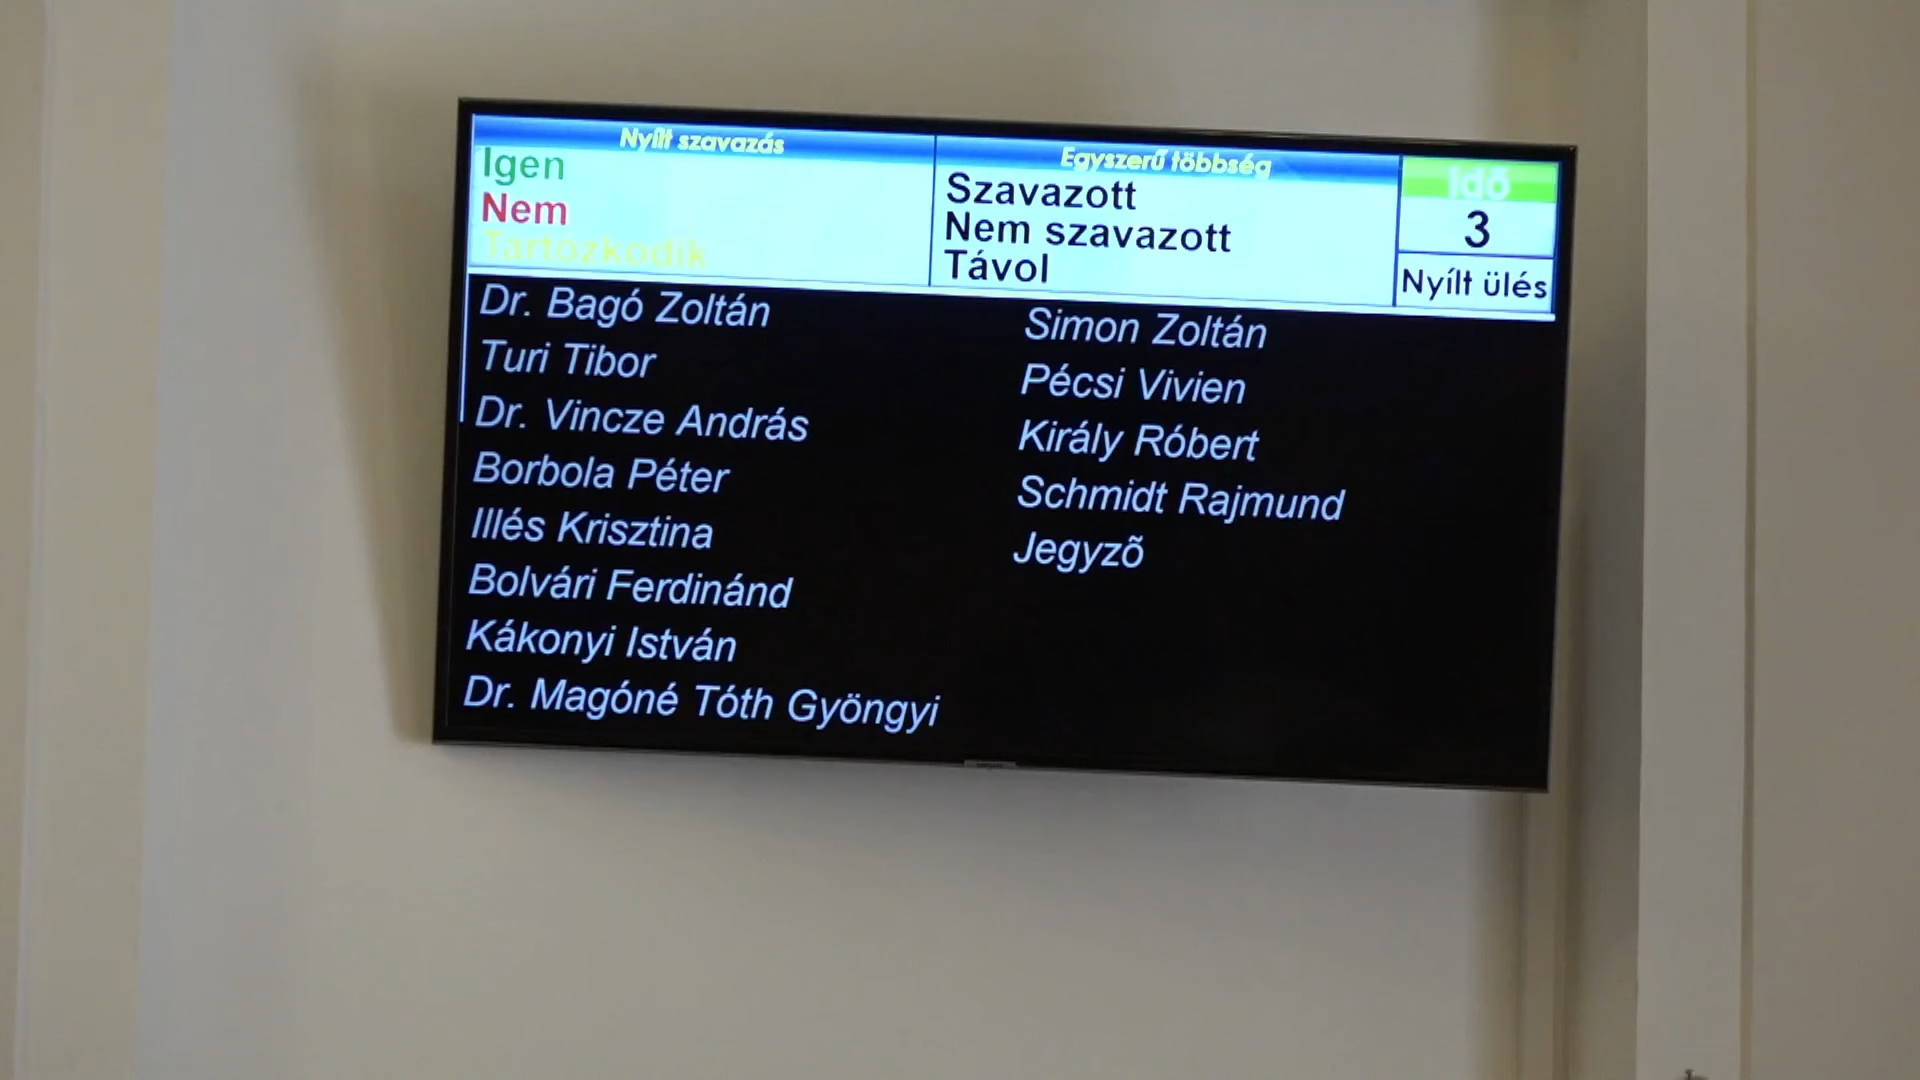 Nyílt szavazás
Igen
Nem
Tartózkodik
Egyszerű többség
Szavazott
Nem szavazott
Távol
Idő
3
Nyílt ülés
Dr. Bagó Zoltán
Turi Tibor
Dr. Vincze András
Borbola Péter
Illés Krisztina
Bolvári Ferdinánd
Kákonyi István
Dr. Magóné Tóth Gyöngyi
Simon Zoltán
Pécsi Vivien
Király Róbert
Schmidt Rajmund
Jegyzõ